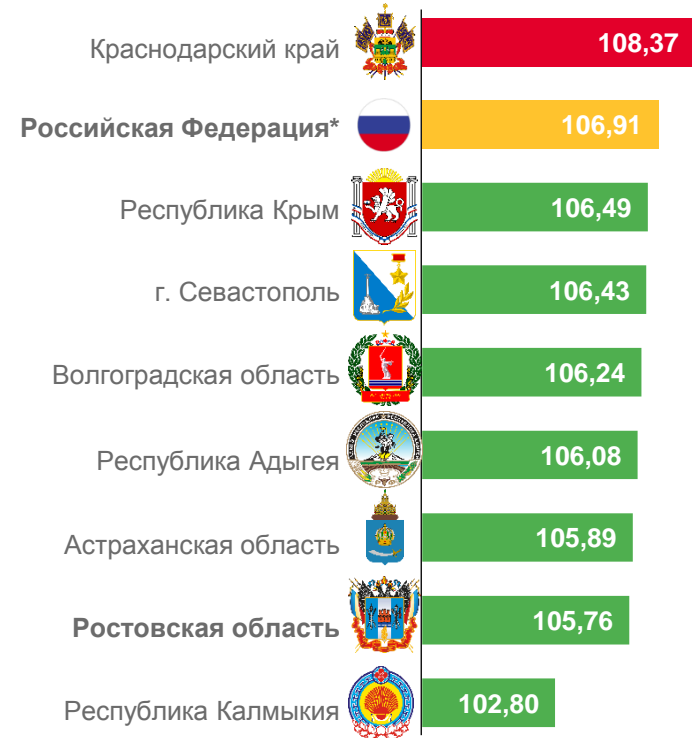 Краснодарский край 108,37
Российская Федерация* 106,91
Республика Крым 106,49
г. Севастополь 106,43
Волгоградская область 106,24
Республика Адыгея 106,08
Астраханская область 105,89
Ростовская область 105,76
Республика Калмыкия 102,80